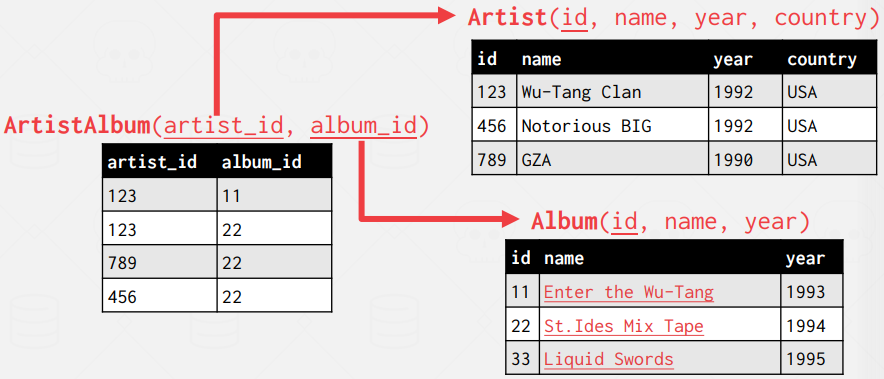 Artist(id, name, year, country)
id name year country
123 Wu-Tang Clan 1992 USA
456 Notorious BIG 1992 USA
789 GZA 1990 USA
ArtistAlbum(artist_id, album_id)
artist_id album_id
123 11
123 22
789 22
456 22
Album(id, name, year)
id name year
11 Enter the Wu-Tang 1993
22 St.Ides Mix Tape 1994
33 Liquid Swords 1995